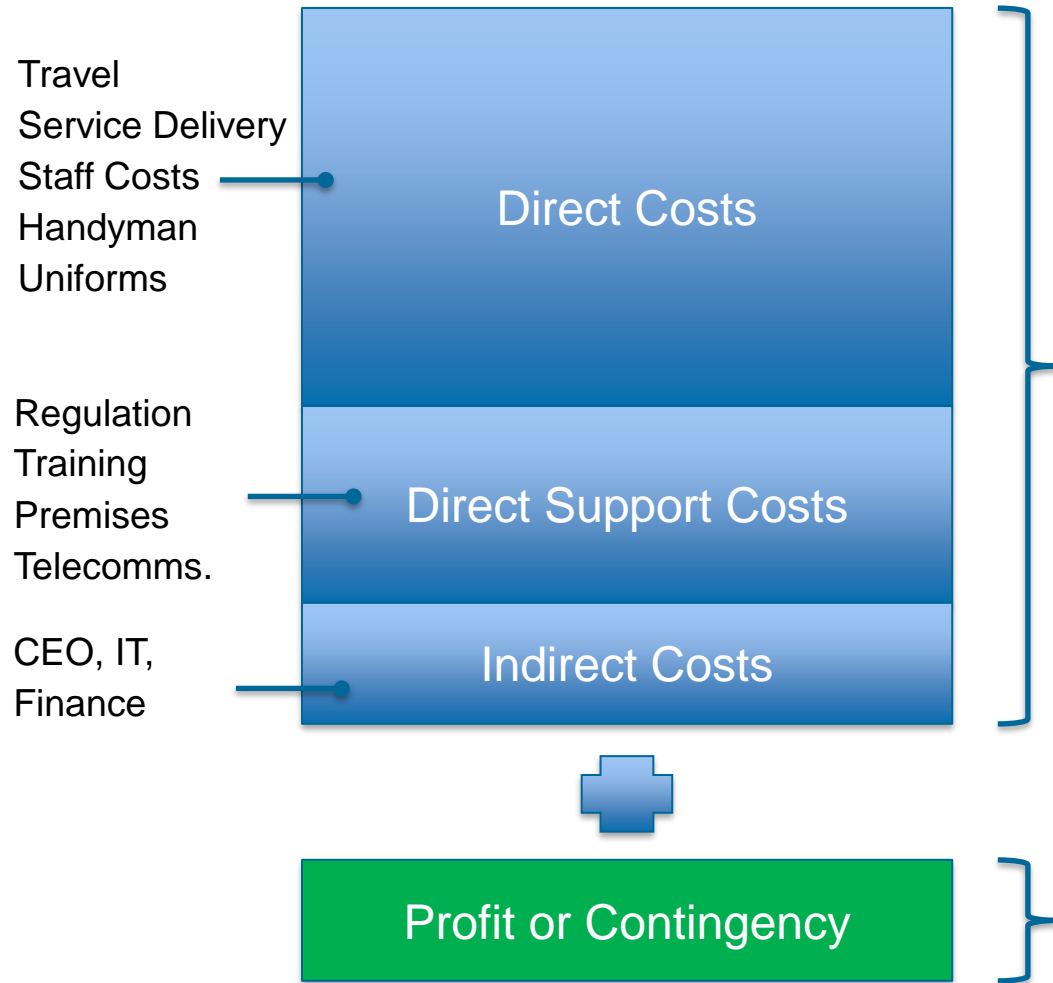 Travel
Service Delivery
Staff Costs
Handyman
Uniforms
Direct Costs
Regulation
Training
Premises
Telecomms.
Direct Support Costs
CEO, IT,
Finance
Indirect Costs
Profit or Contingency